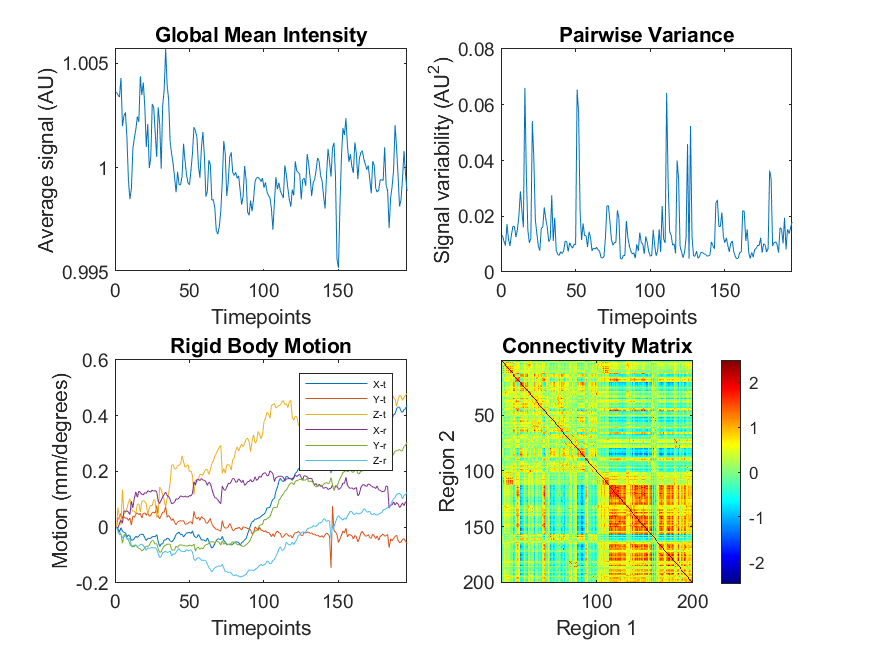 Global Mean Intensity
Average signal (AU)
1.005
1
0.995
0 50 100 150
Timepoints
Pairwise Variance
Signal variability (AU²)
0.08
0.06
0.04
0.02
0
0 50 100 150
Timepoints
Rigid Body Motion
Motion (mm/degrees)
0.6
0.4
0.2
0
-0.2
0 50 100 150
Timepoints
X-t
Y-t
Z-t
X-r
Y-r
Z-r
Connectivity Matrix
Region 2
50
100
150
200
100 200
Region 1
2
1
0
-1
-2